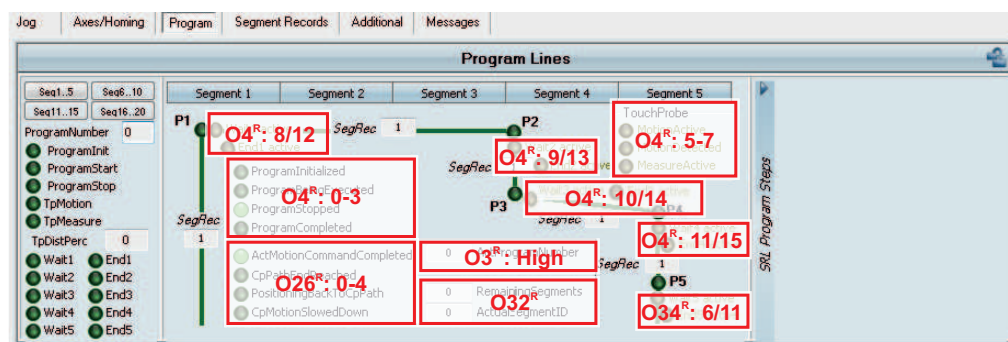 Jog Axes/Homing Program Segment Records Additional Messages
Program Lines
Seq1..5 Seq6..10
Seq11..15 Seq16..20
ProgramNumber 0
ProgramInit
ProgramStart
ProgramStop
TpMotion
TpMeasure
TpDistPerc 0
Wait1 End1
Wait2 End2
Wait3 End3
Wait4 End4
Wait5 End5
Segment 1 Segment 2 Segment 3 Segment 4 Segment 5
P1
O4R: 8/12
End1 active
SegRec 1
P2
TouchProbe
O4R: 5-7
MeasureActive
SegRec
O4R: 9/13
ProgramInitialized
O4R: 0-3
ProgramStopped
ProgramCompleted
P3
O4R: 10/14
SegRec 1
P4
O4R: 11/15
SegRec
1
ActMotionCommandCompleted
CpPathEndReached
O26R: 0-4
PositioningBackToCpPath
CpMotionSlowedDown
0 O3R: High
SegRec 1
0 RemainingSegments
O32R
0 ActualSegmentID
P5
O34R: 6/11
SRL Program Steps